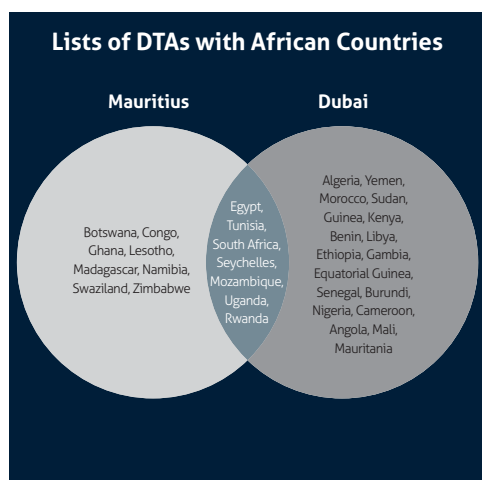 Lists of DTAs with African Countries
Mauritius
Dubai
Botswana, Congo,
Ghana, Lesotho,
Madagascar, Namibia,
Swaziland, Zimbabwe
Egypt,
Tunisia,
South Africa,
Seychelles,
Mozambique,
Uganda,
Rwanda
Algeria, Yemen,
Morocco, Sudan,
Guinea, Kenya,
Benin, Libya,
Ethiopia, Gambia,
Equatorial Guinea,
Senegal, Burundi,
Nigeria, Cameroon,
Angola, Mali,
Mauritania